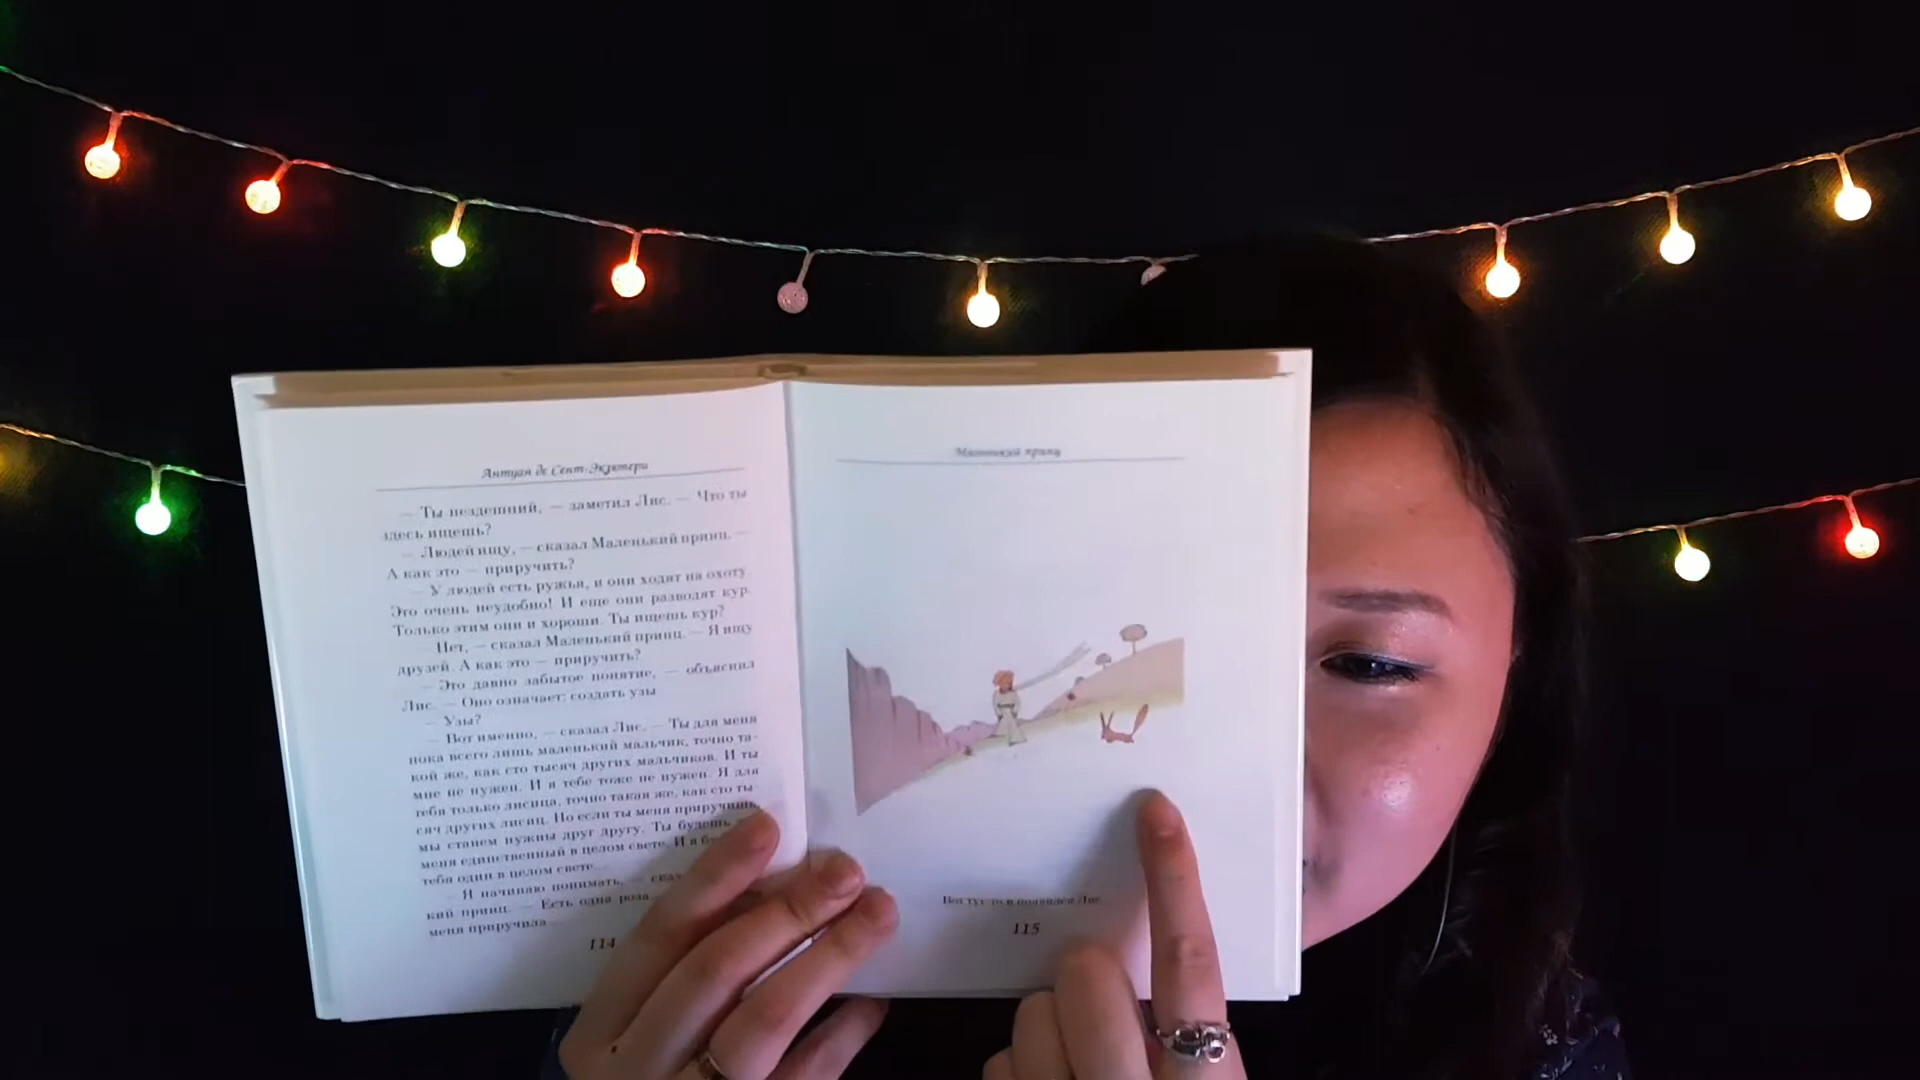 Антуан де Сент-Экзюпери
— Ты нездешний, — заметил Лис. — Что ты
здесь ищешь?
— Людей ищу, — сказал Маленький принц. —
А как это — приручить?
— У людей есть ружья, и они ходят на охоту.
Это очень неудобно! И еще они разводят кур.
Только этим они и хороши. Ты ищешь кур?
— Нет, — сказал Маленький принц. — Я ищу
друзей. А как это — приручить?
— Это давно забытое понятие, — объяснил
Лис. — Оно означает: создать узы
— Узы?
— Вот именно, — сказал Лис. — Ты для меня
пока всего лишь маленький мальчик, точно та-
кой же, как сто тысяч других мальчиков. И ты
мне не нужен. И я тебе тоже не нужен. Я для
тебя только лисица, точно такая же, как сто ты-
сяч других лисиц. Но если ты меня приручишь,
мы станем нужны друг другу. Ты будешь
меня единственный в целом свете. И я
тебя один в целом свете...
— Я начинаю понимать, —
кий принц. — Есть одна роза
меня приручила
114
Маленький принц
Вот тут-то и появился Лис
115